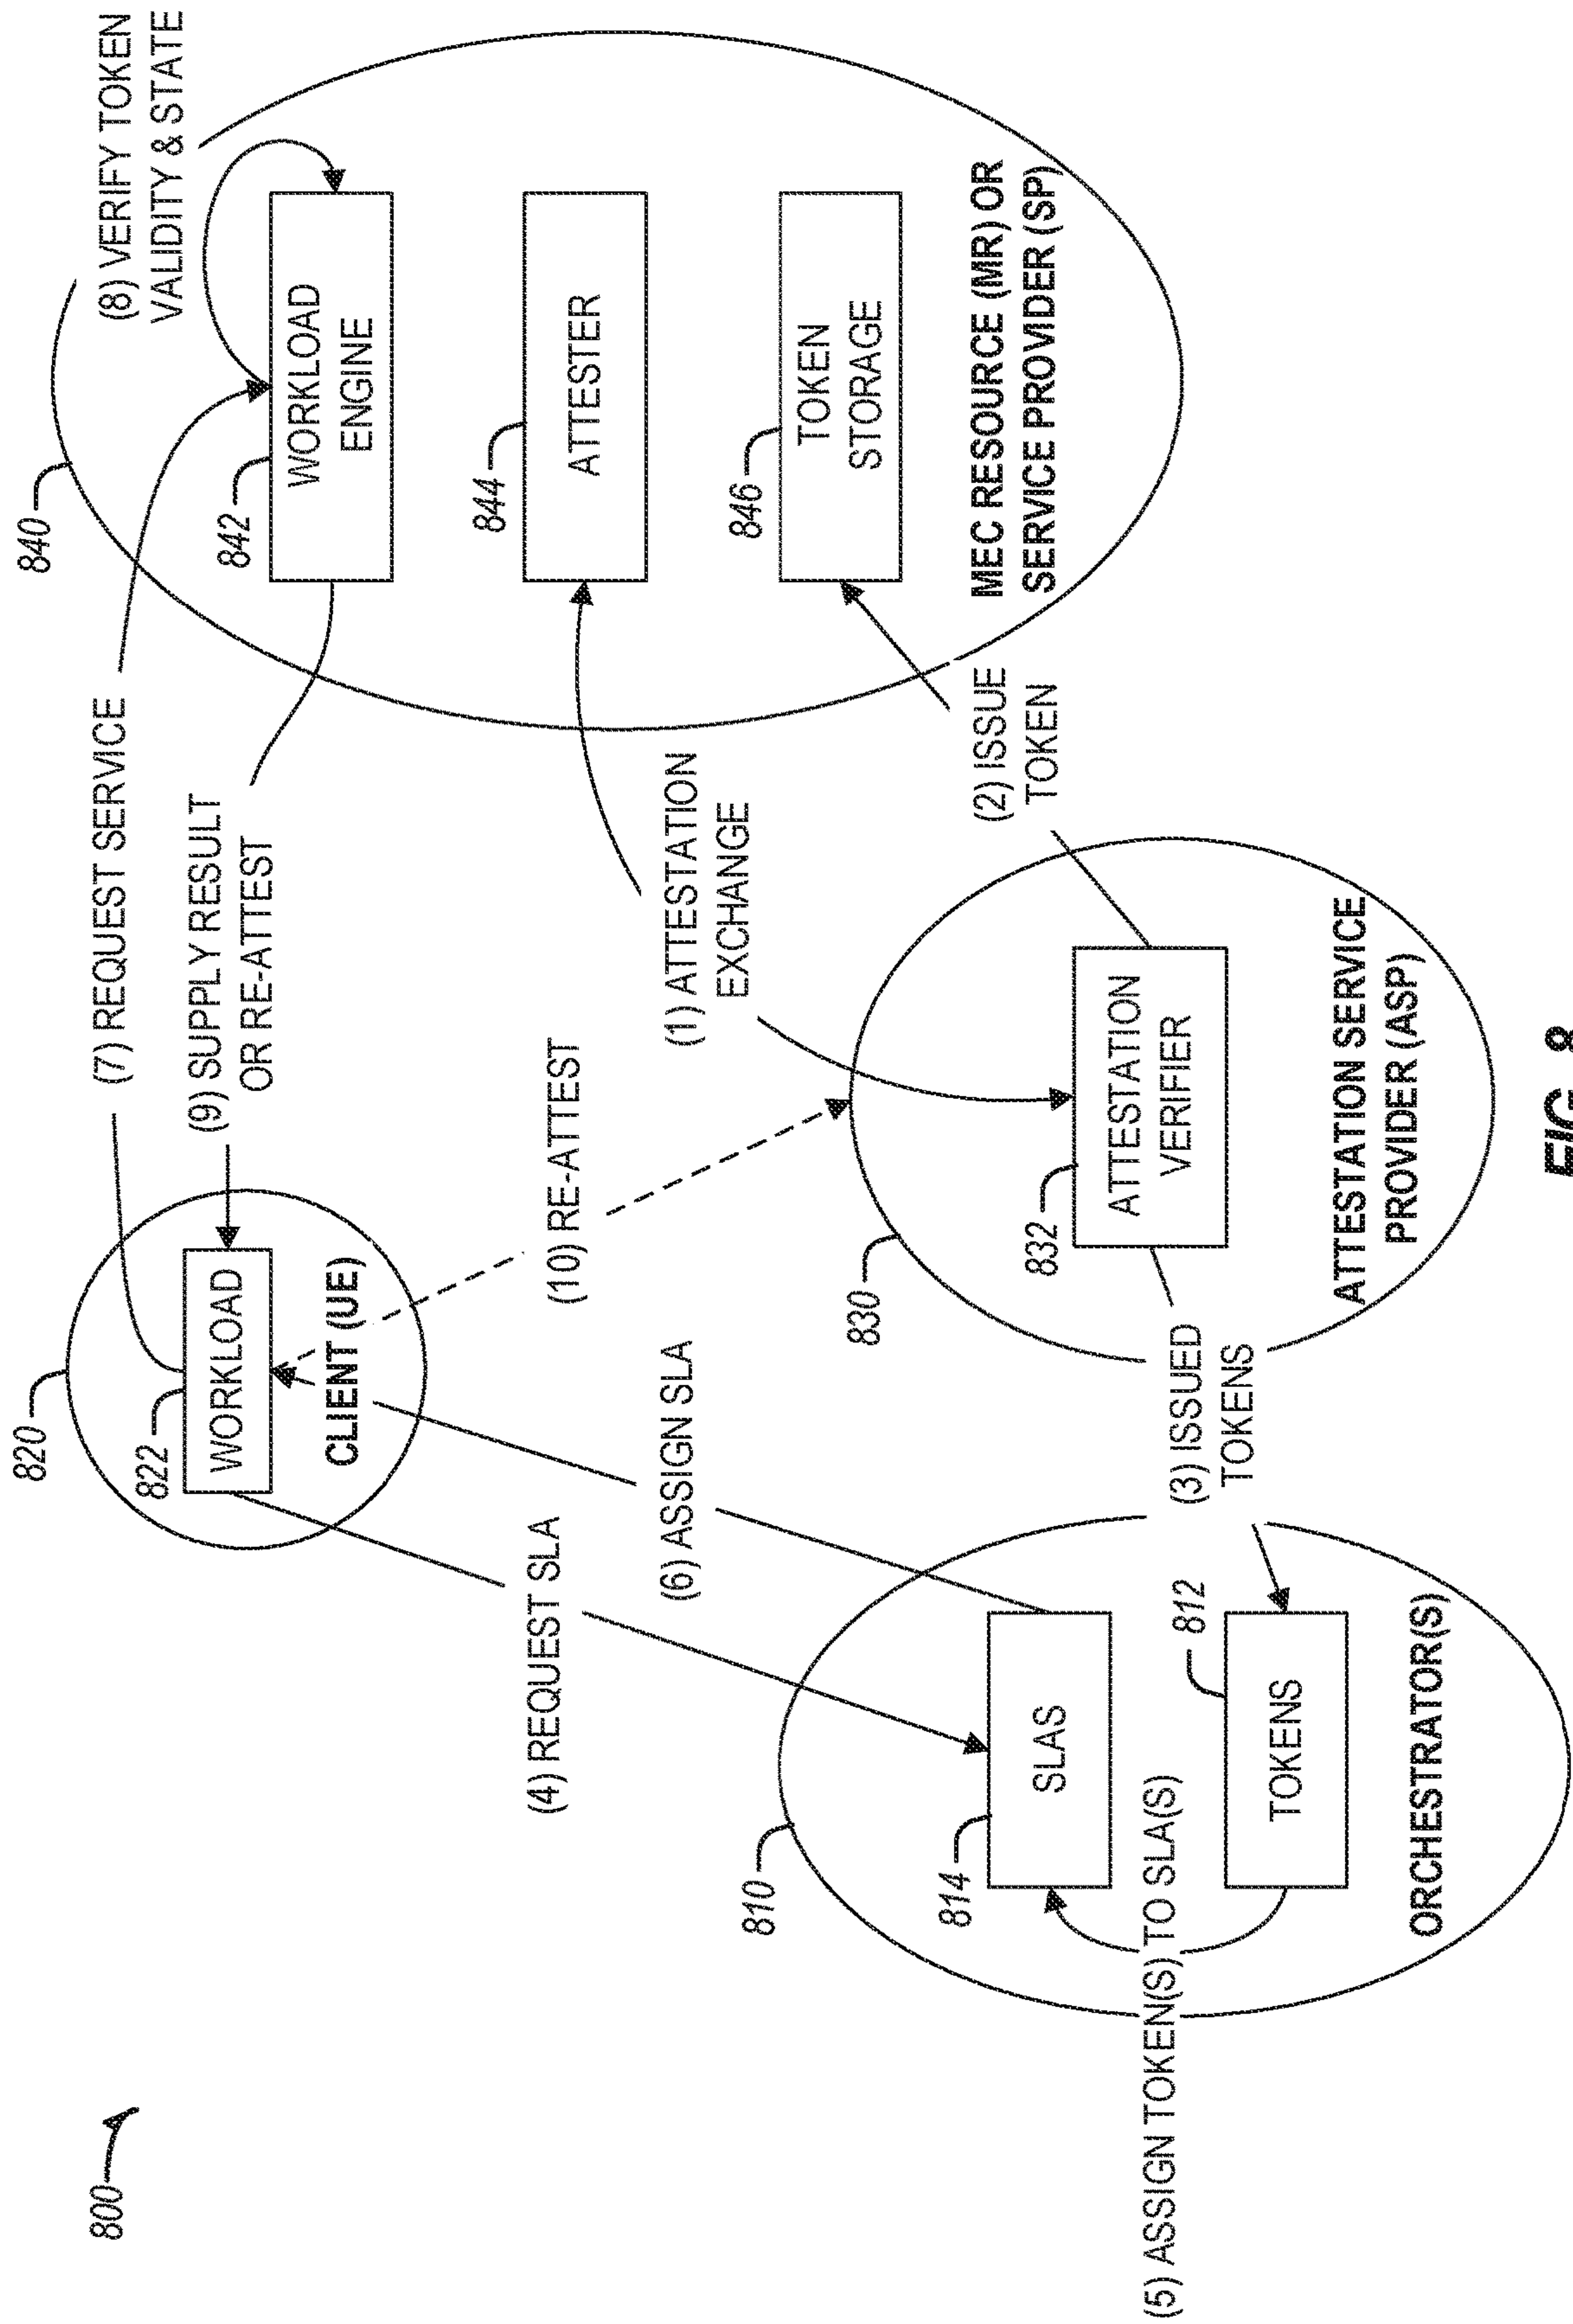 800
820
822
WORKLOAD
CLIENT (UE)
(7) REQUEST SERVICE
(9) SUPPLY RESULT
OR RE-ATTEST
840
(8) VERIFY TOKEN
VALIDITY & STATE
842
WORKLOAD
ENGINE
844
ATTESTER
846
TOKEN
STORAGE
MEC RESOURCE (MR) OR
SERVICE PROVIDER (SP)
(4) REQUEST SLA
(6) ASSIGN SLA
(10) RE-ATTEST
(1) ATTESTATION
EXCHANGE
(2) ISSUE
TOKEN
810
814
SLAS
(5) ASSIGN TOKEN(S) TO SLA(S)
812
TOKENS
ORCHESTRATOR(S)
(3) ISSUED
TOKENS
830
832
ATTESTATION
VERIFIER
ATTESTATION SERVICE
PROVIDER (ASP)
FIG. 8